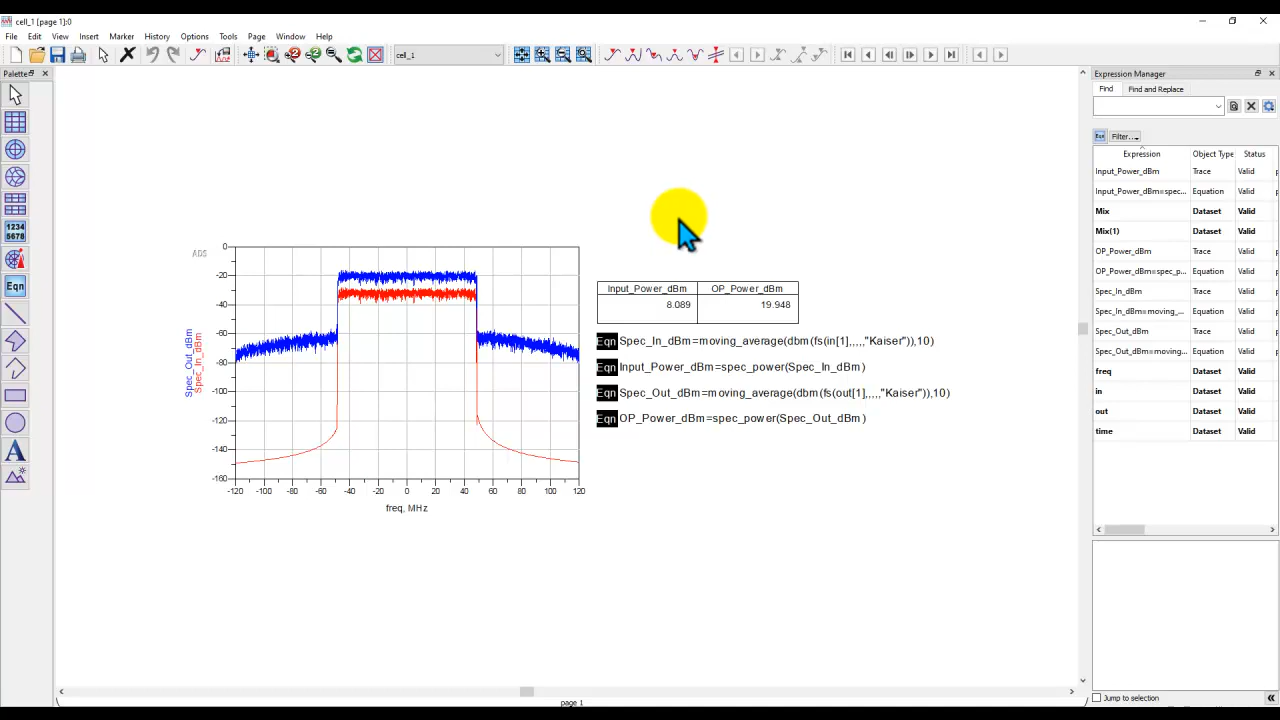 cell_1 [page 1]:0
File Edit View Insert Marker History Options Tools Page Window Help
cell_1
Palette
Eqn
1234
5678
A
ADS
Spec_Out_dBm
Spec_In_dBm
0
-20
-40
-60
-80
-100
-120
-140
-160
-120 -100 -80 -60 -40 -20 0 20 40 60 80 100 120
freq, MHz
Input_Power_dBm OP_Power_dBm
8.089 19.948
Eqn Spec_In_dBm=moving_average(dbm(fs(in[1],,,,,"Kaiser")),10)
Eqn Input_Power_dBm=spec_power(Spec_In_dBm)
Eqn Spec_Out_dBm=moving_average(dbm(fs(out[1],,,,,"Kaiser")),10)
Eqn OP_Power_dBm=spec_power(Spec_Out_dBm)
page 1
Expression Manager
Find Find and Replace
Eqn Filter...
Expression Object Type Status
Input_Power_dBm Trace Valid
Input_Power_dBm=spec... Equation Valid
Mix Dataset Valid
Mix(1) Dataset Valid
OP_Power_dBm Trace Valid
OP_Power_dBm=spec_p... Equation Valid
Spec_In_dBm Trace Valid
Spec_In_dBm=moving_... Equation Valid
Spec_Out_dBm Trace Valid
Spec_Out_dBm=moving... Equation Valid
freq Dataset Valid
in Dataset Valid
out Dataset Valid
time Dataset Valid
Jump to selection